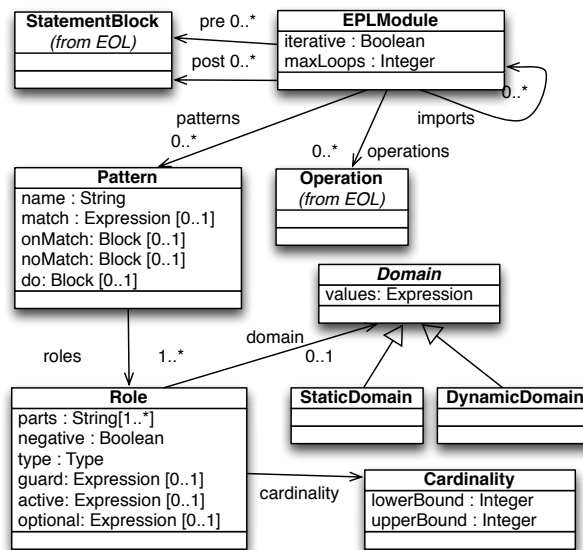 StatementBlock
(from EOL)
pre 0..*
post 0..*
EPLModule
iterative : Boolean
maxLoops : Integer
0..*
imports
patterns
0..*
0..*
operations
Pattern
name : String
match : Expression [0..1]
onMatch: Block [0..1]
noMatch: Block [0..1]
do: Block [0..1]
Operation
(from EOL)
Domain
values: Expression
roles
1..*
domain
0..1
StaticDomain
DynamicDomain
Role
parts : String[1..*]
negative : Boolean
type : Type
guard: Expression [0..1]
active: Expression [0..1]
optional: Expression [0..1]
cardinality
Cardinality
lowerBound : Integer
upperBound : Integer